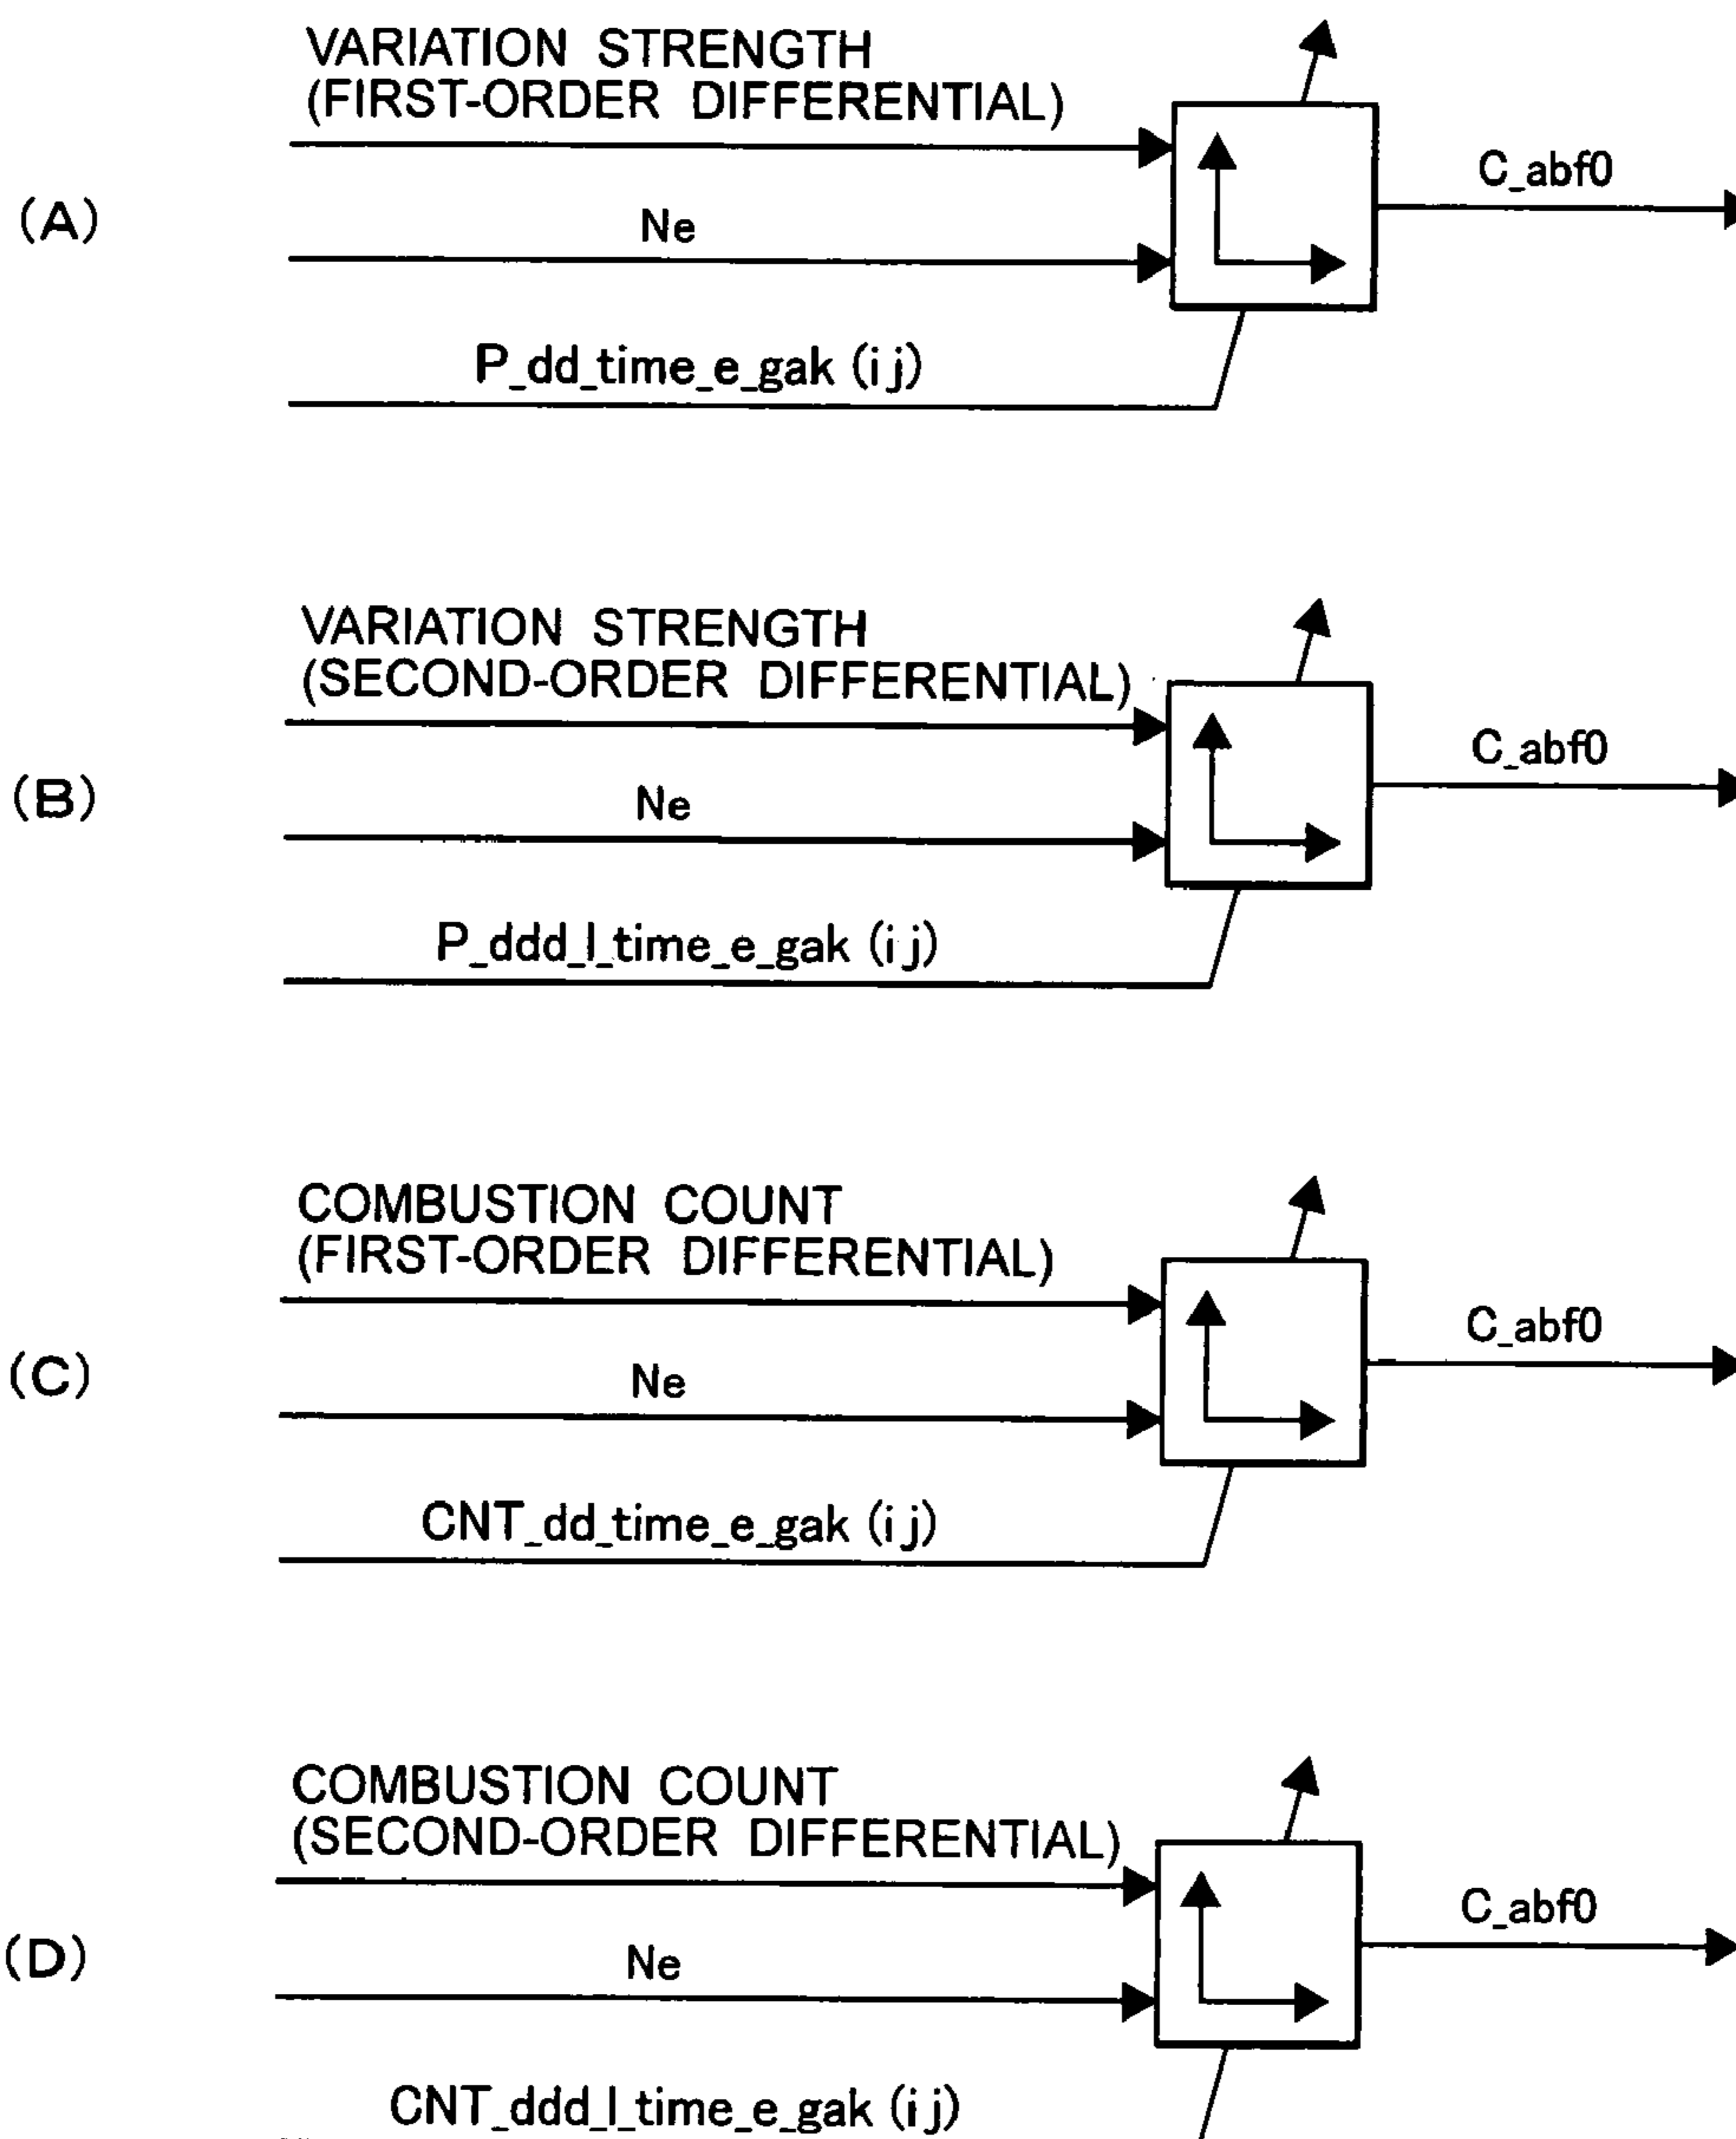 VARIATION STRENGTH
(FIRST-ORDER DIFFERENTIAL)
(A)
Ne
C_abf0
P_dd_time_e_gak (i j)
VARIATION STRENGTH
(SECOND-ORDER DIFFERENTIAL)
(B)
Ne
C_abf0
P_ddd_l_time_e_gak (i j)
COMBUSTION COUNT
(FIRST-ORDER DIFFERENTIAL)
(C)
Ne
C_abf0
CNT_dd_time_e_gak (i j)
COMBUSTION COUNT
(SECOND-ORDER DIFFERENTIAL)
(D)
Ne
C_abf0
CNT_ddd_l_time_e_gak (i j)